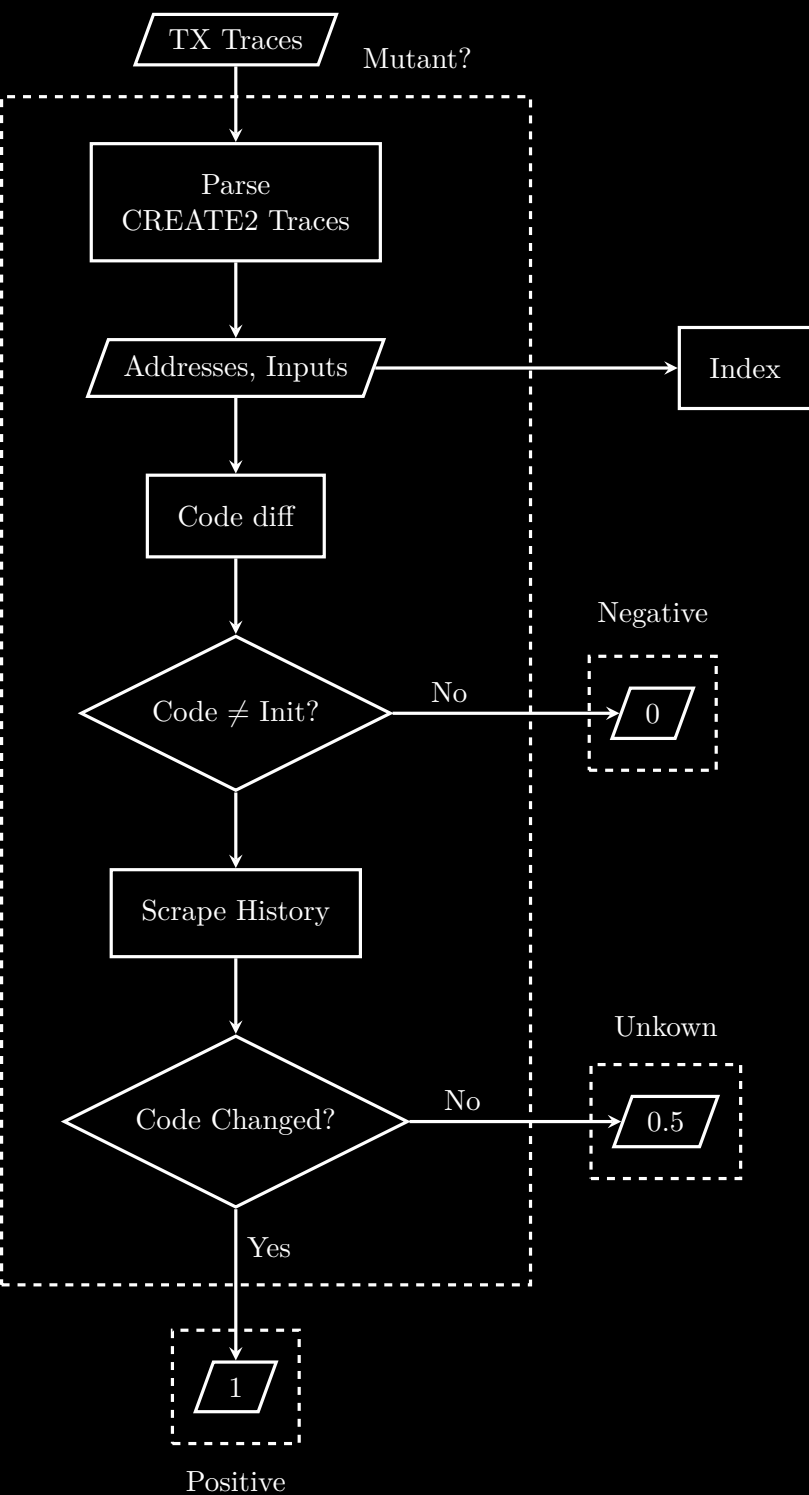 TX Traces
Mutant?
Parse
CREATE2 Traces
Addresses, Inputs
Index
Code diff
Negative
Code ≠ Init?
No
0
Scrape History
Unkown
Code Changed?
No
0.5
Yes
1
Positive